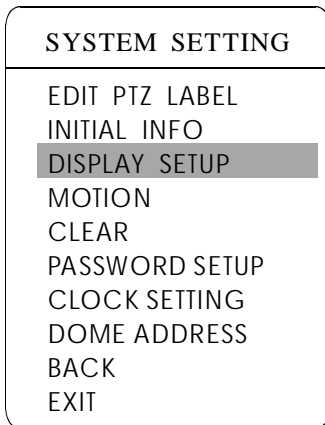 SYSTEM SETTING
EDIT PTZ LABEL
INITIAL INFO
DISPLAY SETUP
MOTION
CLEAR
PASSWORD SETUP
CLOCK SETTING
DOME ADDRESS
BACK
EXIT